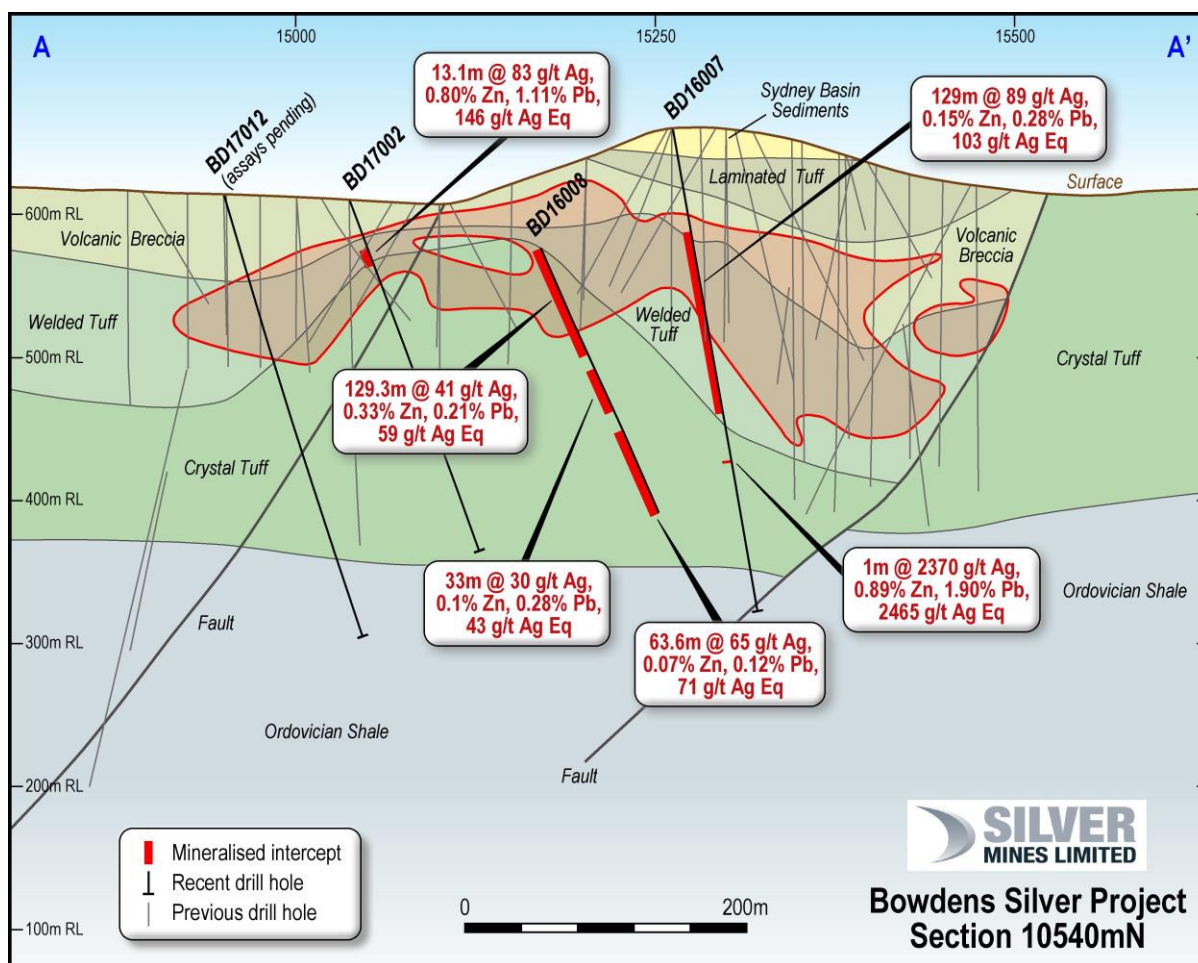 A
15000
15250
15500
A'
BD17012
(assays pending)
BD17002
13.1m @ 83 g/t Ag,
0.80% Zn, 1.11% Pb,
146 g/t Ag Eq
BD16008
BD16007
Sydney Basin
Sediments
129m @ 89 g/t Ag,
0.15% Zn, 0.28% Pb,
103 g/t Ag Eq
Laminated Tuff
Surface
600m RL
Volcanic Breccia
Volcanic
Breccia
Welded Tuff
Welded
Tuff
500m RL
Crystal Tuff
129.3m @ 41 g/t Ag,
0.33% Zn, 0.21% Pb,
59 g/t Ag Eq
Crystal Tuff
400m RL
33m @ 30 g/t Ag,
0.1% Zn, 0.28% Pb,
43 g/t Ag Eq
1m @ 2370 g/t Ag,
0.89% Zn, 1.90% Pb,
2465 g/t Ag Eq
Ordovician Shale
Fault
300m RL
63.6m @ 65 g/t Ag,
0.07% Zn, 0.12% Pb,
71 g/t Ag Eq
Ordovician Shale
Fault
200m RL
Mineralised intercept
Recent drill hole
Previous drill hole
100m RL
0
200m
SILVER
MINES LIMITED
Bowdens Silver Project
Section 10540mN